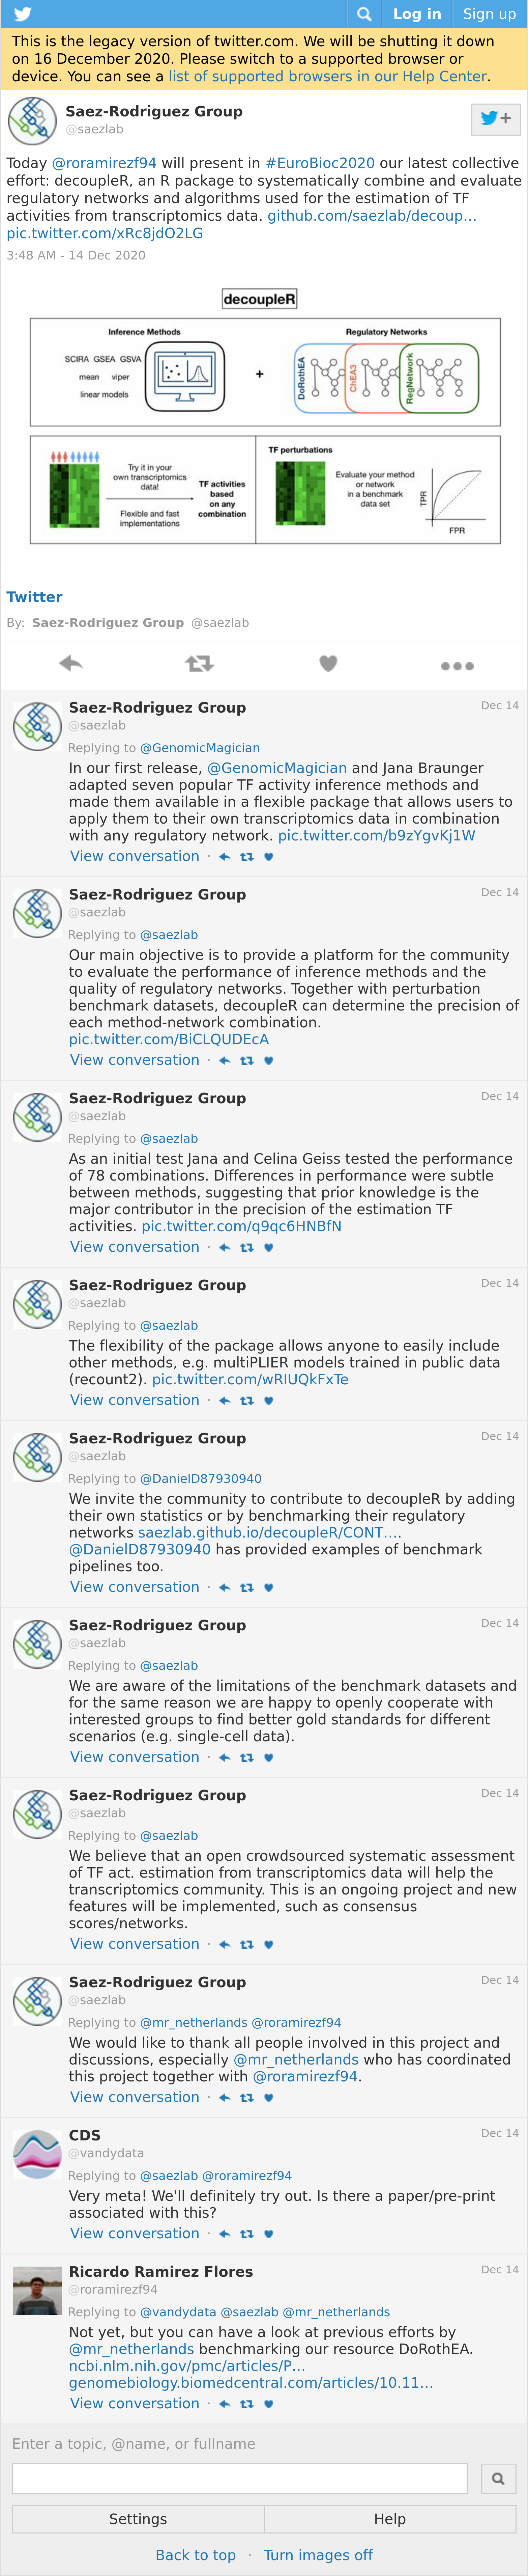 Log in
Sign up
This is the legacy version of twitter.com. We will be shutting it down
on 16 December 2020. Please switch to a supported browser or
device. You can see a list of supported browsers in our Help Center.
Saez-Rodriguez Group
@saezlab
Today @roramirezf94 will present in #EuroBioc2020 our latest collective
effort: decoupleR, an R package to systematically combine and evaluate
regulatory networks and algorithms used for the estimation of TF
activities from transcriptomics data. github.com/saezlab/decoup…
pic.twitter.com/xRc8jdO2LG
3:48 AM - 14 Dec 2020
decoupleR
Inference Methods
SCIRA GSEA GSVA
mean viper
linear models
+
Regulatory Networks
DoRothEA
ChEA3
RegNetwork
Try it in your
own transcriptomics
data!
Flexible and fast
implementations
TF activities
based
on any
combination
TF perturbations
Evaluate your method
or network
in a benchmark
data set
TPR
FPR
Twitter
By: Saez-Rodriguez Group @saezlab
Saez-Rodriguez Group
Dec 14
@saezlab
Replying to @GenomicMagician
In our first release, @GenomicMagician and Jana Braunger
adapted seven popular TF activity inference methods and
made them available in a flexible package that allows users to
apply them to their own transcriptomics data in combination
with any regulatory network. pic.twitter.com/b9zYgvKj1W
View conversation ·
Saez-Rodriguez Group
Dec 14
@saezlab
Replying to @saezlab
Our main objective is to provide a platform for the community
to evaluate the performance of inference methods and the
quality of regulatory networks. Together with perturbation
benchmark datasets, decoupleR can determine the precision of
each method-network combination.
pic.twitter.com/BiCLQUDEcA
View conversation ·
Saez-Rodriguez Group
Dec 14
@saezlab
Replying to @saezlab
As an initial test Jana and Celina Geiss tested the performance
of 78 combinations. Differences in performance were subtle
between methods, suggesting that prior knowledge is the
major contributor in the precision of the estimation TF
activities. pic.twitter.com/q9qc6HNBfN
View conversation ·
Saez-Rodriguez Group
Dec 14
@saezlab
Replying to @saezlab
The flexibility of the package allows anyone to easily include
other methods, e.g. multiPLIER models trained in public data
(recount2). pic.twitter.com/wRIUQkFxTe
View conversation ·
Saez-Rodriguez Group
Dec 14
@saezlab
Replying to @DanielD87930940
We invite the community to contribute to decoupleR by adding
their own statistics or by benchmarking their regulatory
networks saezlab.github.io/decoupleR/CONT….
@DanielD87930940 has provided examples of benchmark
pipelines too.
View conversation ·
Saez-Rodriguez Group
Dec 14
@saezlab
Replying to @saezlab
We are aware of the limitations of the benchmark datasets and
for the same reason we are happy to openly cooperate with
interested groups to find better gold standards for different
scenarios (e.g. single-cell data).
View conversation ·
Saez-Rodriguez Group
Dec 14
@saezlab
Replying to @saezlab
We believe that an open crowdsourced systematic assessment
of TF act. estimation from transcriptomics data will help the
transcriptomics community. This is an ongoing project and new
features will be implemented, such as consensus
scores/networks.
View conversation ·
Saez-Rodriguez Group
Dec 14
@saezlab
Replying to @mr_netherlands @roramirezf94
We would like to thank all people involved in this project and
discussions, especially @mr_netherlands who has coordinated
this project together with @roramirezf94.
View conversation ·
CDS
Dec 14
@vandydata
Replying to @saezlab @roramirezf94
Very meta! We'll definitely try out. Is there a paper/pre-print
associated with this?
View conversation ·
Ricardo Ramirez Flores
Dec 14
@roramirezf94
Replying to @vandydata @saezlab @mr_netherlands
Not yet, but you can have a look at previous efforts by
@mr_netherlands benchmarking our resource DoRothEA.
ncbi.nlm.nih.gov/pmc/articles/P…
genomebiology.biomedcentral.com/articles/10.11…
View conversation ·
Enter a topic, @name, or fullname
Settings
Help
Back to top · Turn images off